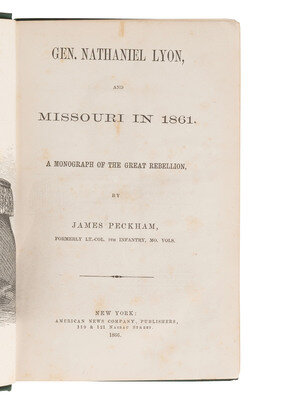 GEN. NATHANIEL LYON,
AND
MISSOURI IN 1861.
A MONOGRAPH OF THE GREAT REBELLION,
BY
JAMES PECKHAM,
FORMERLY LT.-COL. 8TH INFANTRY, MO. VOLS.
NEW YORK:
AMERICAN NEWS COMPANY, PUBLISHERS,
119 & 121 NASSAU STREET.
1866.